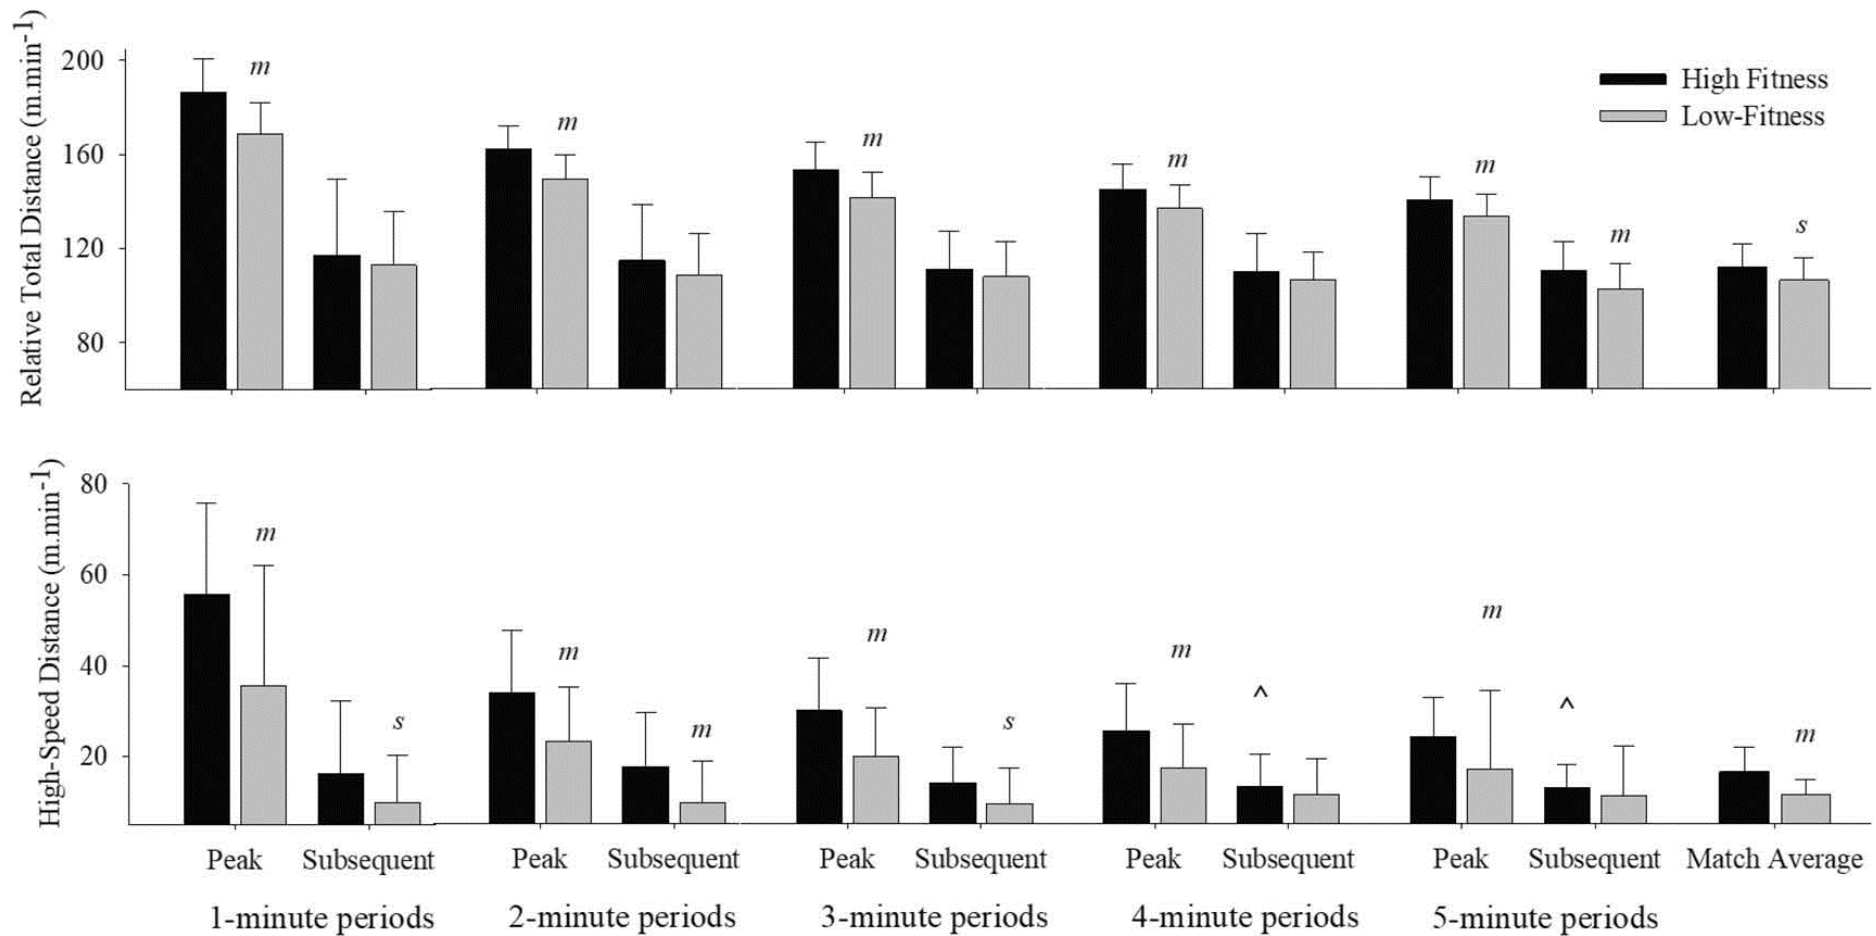 Relative Total Distance (m.min-1)
200
160
120
80
m
m
m
m
m
m
s
High Fitness
Low-Fitness
High-Speed Distance (m.min-1)
80
60
40
20
m
s
m
m
m
s
m
^
m
^
m
Peak Subsequent Peak Subsequent Peak Subsequent Peak Subsequent Peak Subsequent Match Average
1-minute periods 2-minute periods 3-minute periods 4-minute periods 5-minute periods